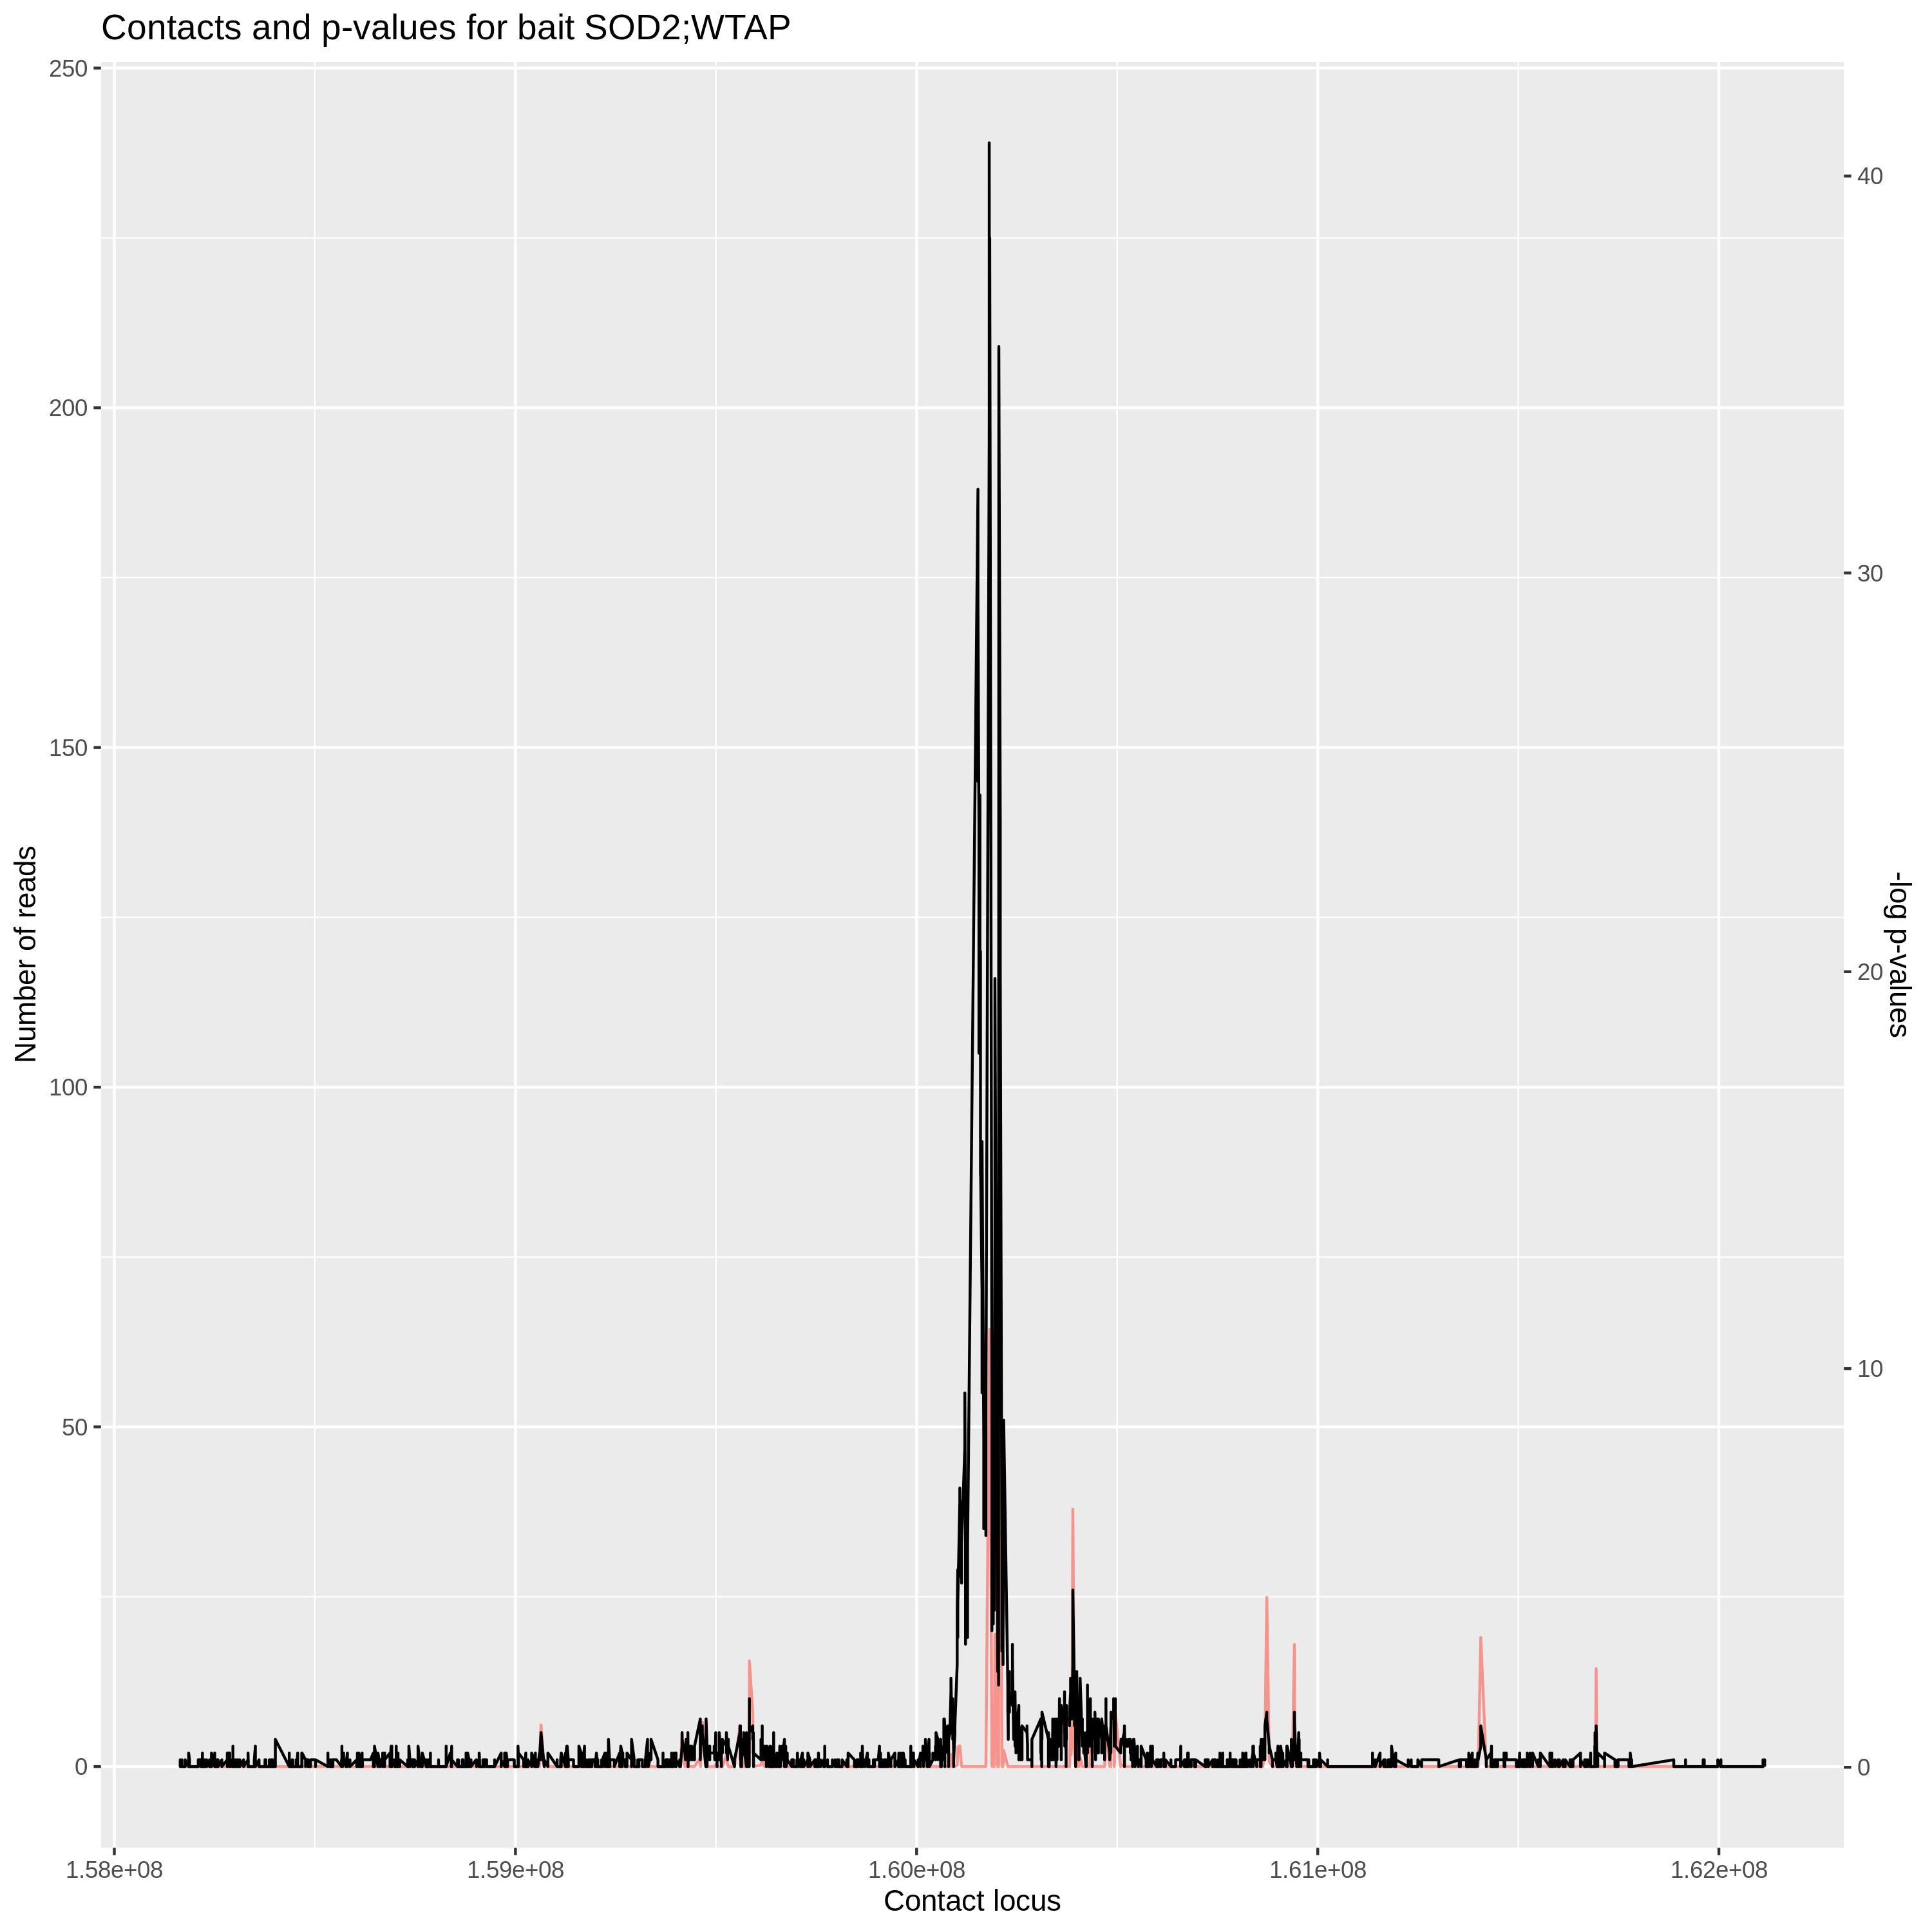 Contacts and p-values for bait SOD2;WTAP
250
200
150
100
50
0
Number of reads
40
30
20
10
0
-log p-values
1.58e+08
1.59e+08
1.60e+08
1.61e+08
1.62e+08
Contact locus